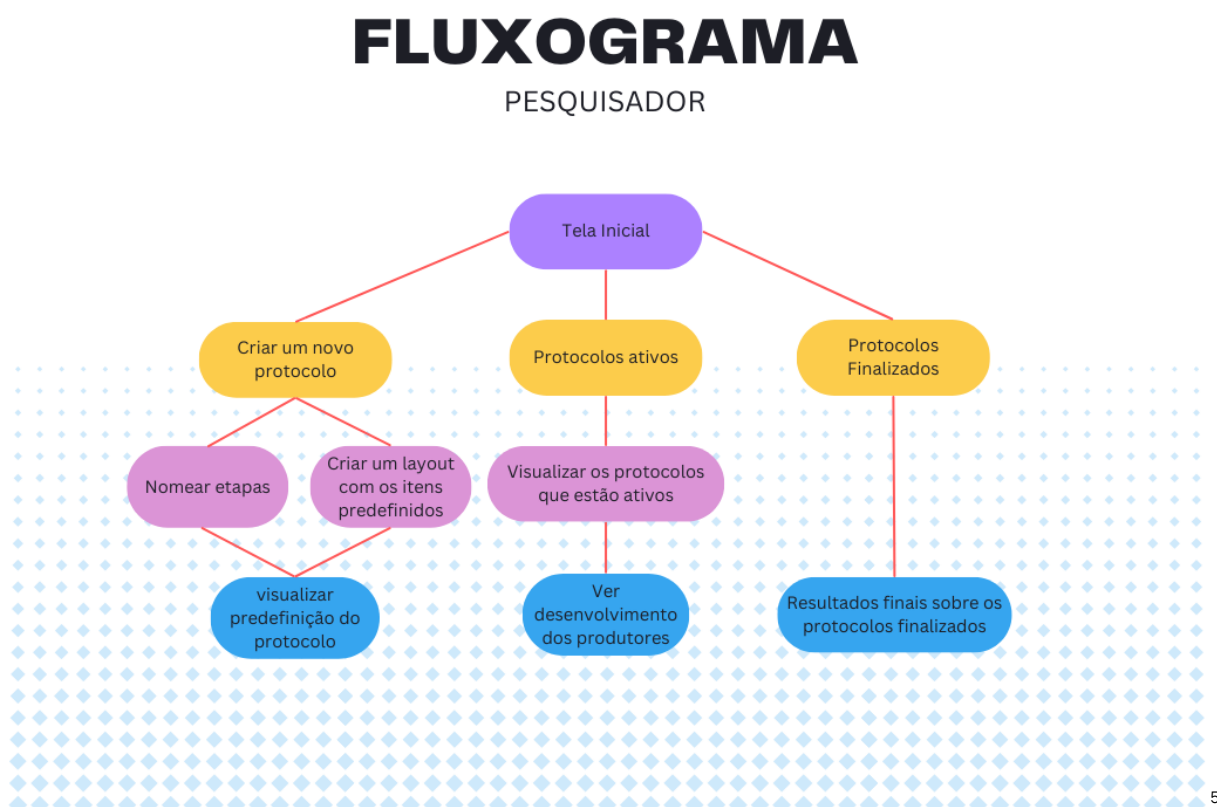 FLUXOGRAMA
PESQUISADOR
Tela Inicial
Criar um novo
protocolo
Protocolos ativos
Protocolos
Finalizados
Nomear etapas
Criar um layout
com os itens
predefinidos
Visualizar os protocolos
que estão ativos
visualizar
predefinição do
protocolo
Ver
desenvolvimento
dos produtores
Resultados finais sobre os
protocolos finalizados
5